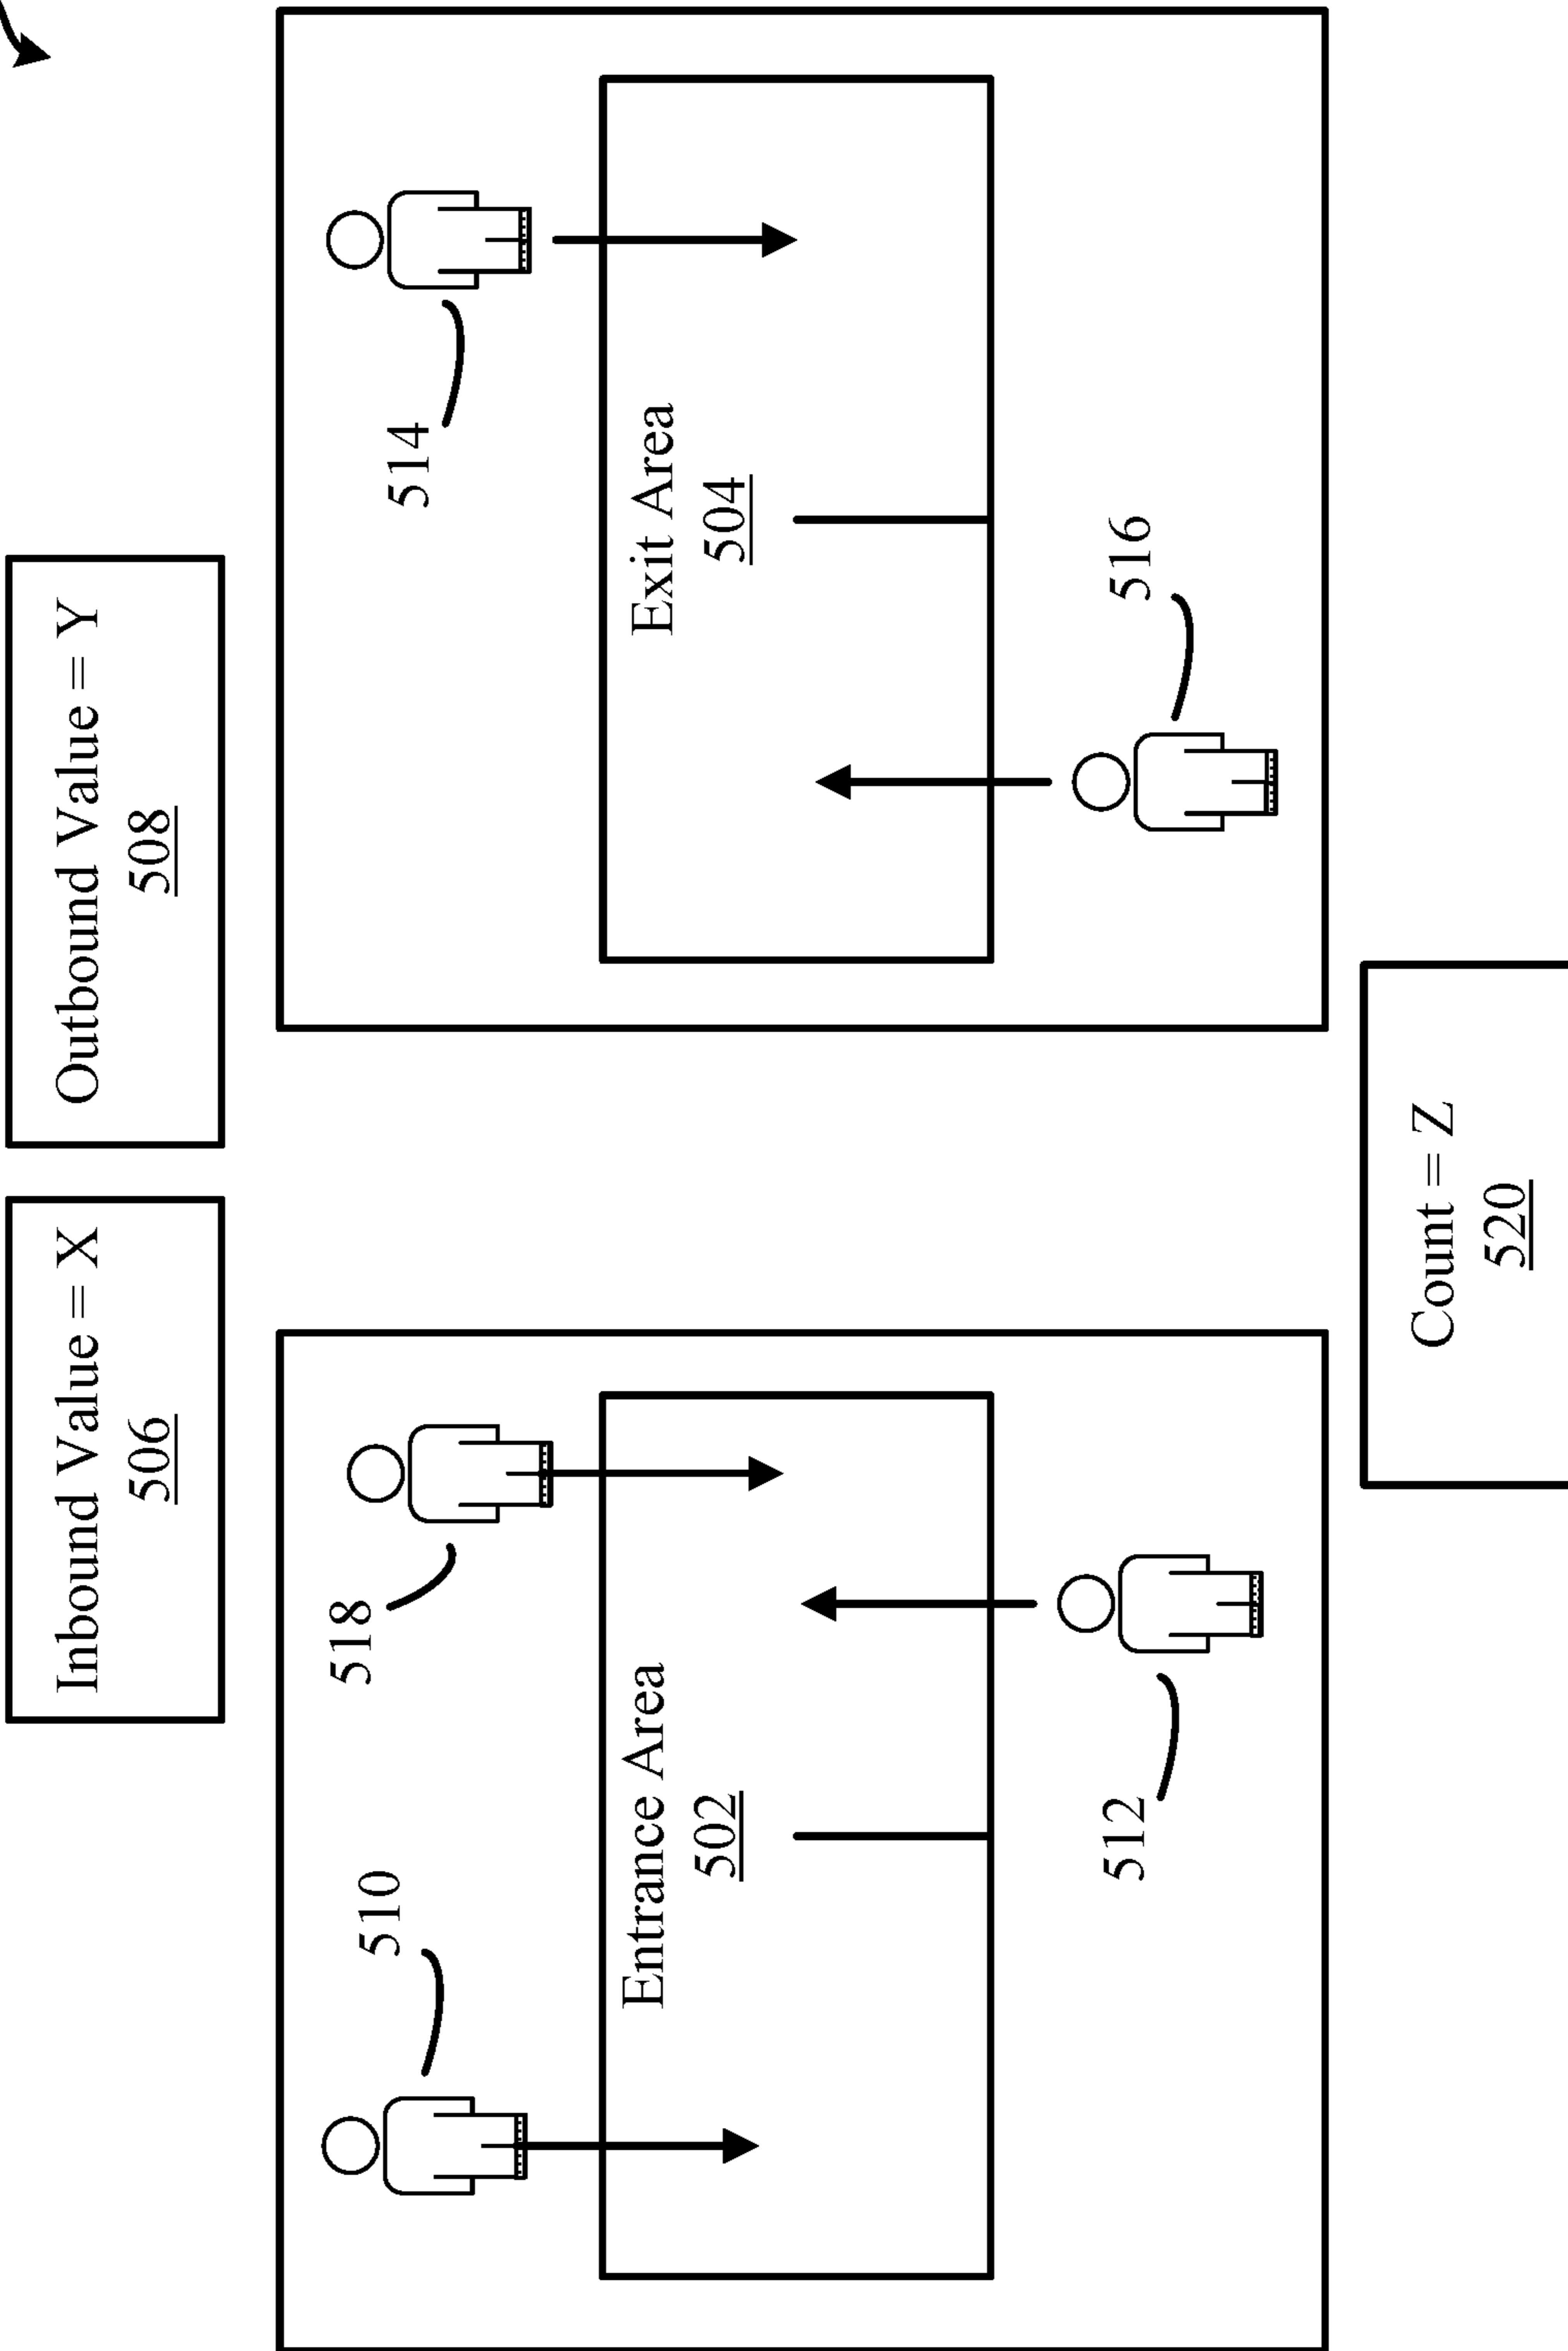 Inbound Value = X
506
Outbound Value = Y
508
510
518
514
Entrance Area
502
Exit Area
504
512
516
Count = Z
520